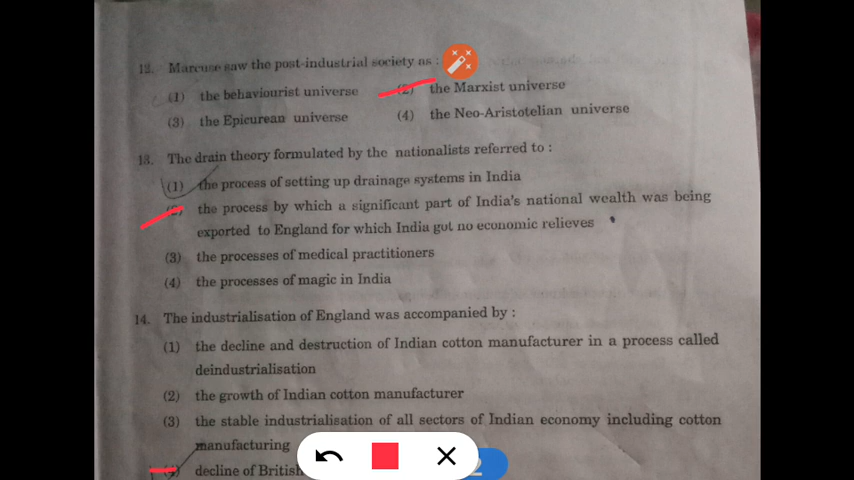 12. Marcuse saw the post-industrial society as :
(1) the behaviourist universe (2) the Marxist universe
(3) the Epicurean universe (4) the Neo-Aristotelian universe
13. The drain theory formulated by the nationalists referred to :
(1) the process of setting up drainage systems in India
(2) the process by which a significant part of India's national wealth was being
exported to England for which India got no economic relieves
(3) the processes of medical practitioners
(4) the processes of magic in India
14. The industrialisation of England was accompanied by :
(1) the decline and destruction of Indian cotton manufacturer in a process called
deindustrialisation
(2) the growth of Indian cotton manufacturer
(3) the stable industrialisation of all sectors of Indian economy including cotton
manufacturing
(4) decline of British
2